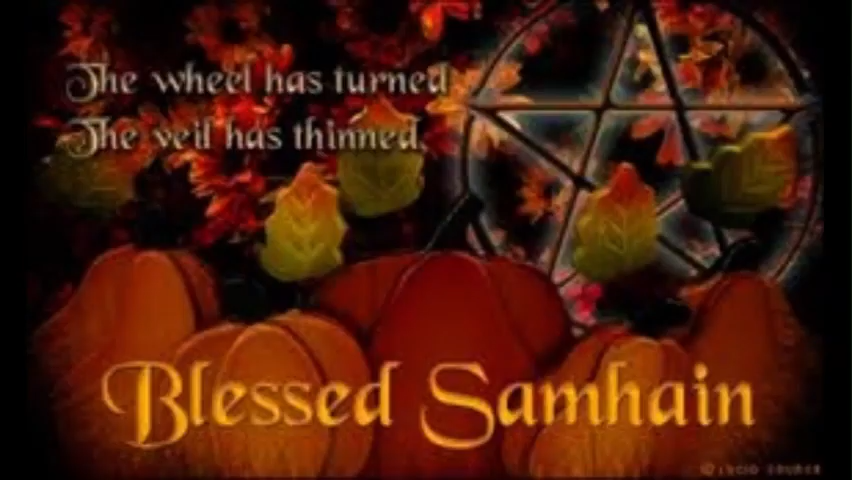 The wheel has turned
The veil has thinned.
Blessed Samhain